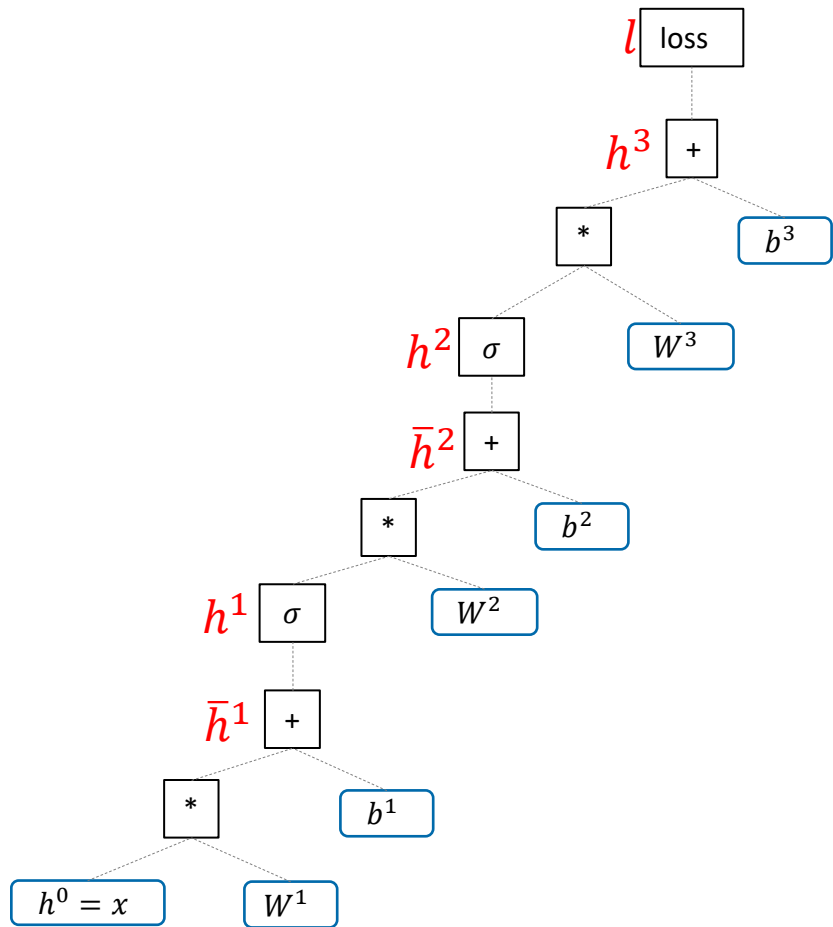 l loss
h³ +
* b³
h² σ W³
h̄² +
* b²
h¹ σ W²
h̄¹ +
* b¹
h⁰ = x W¹